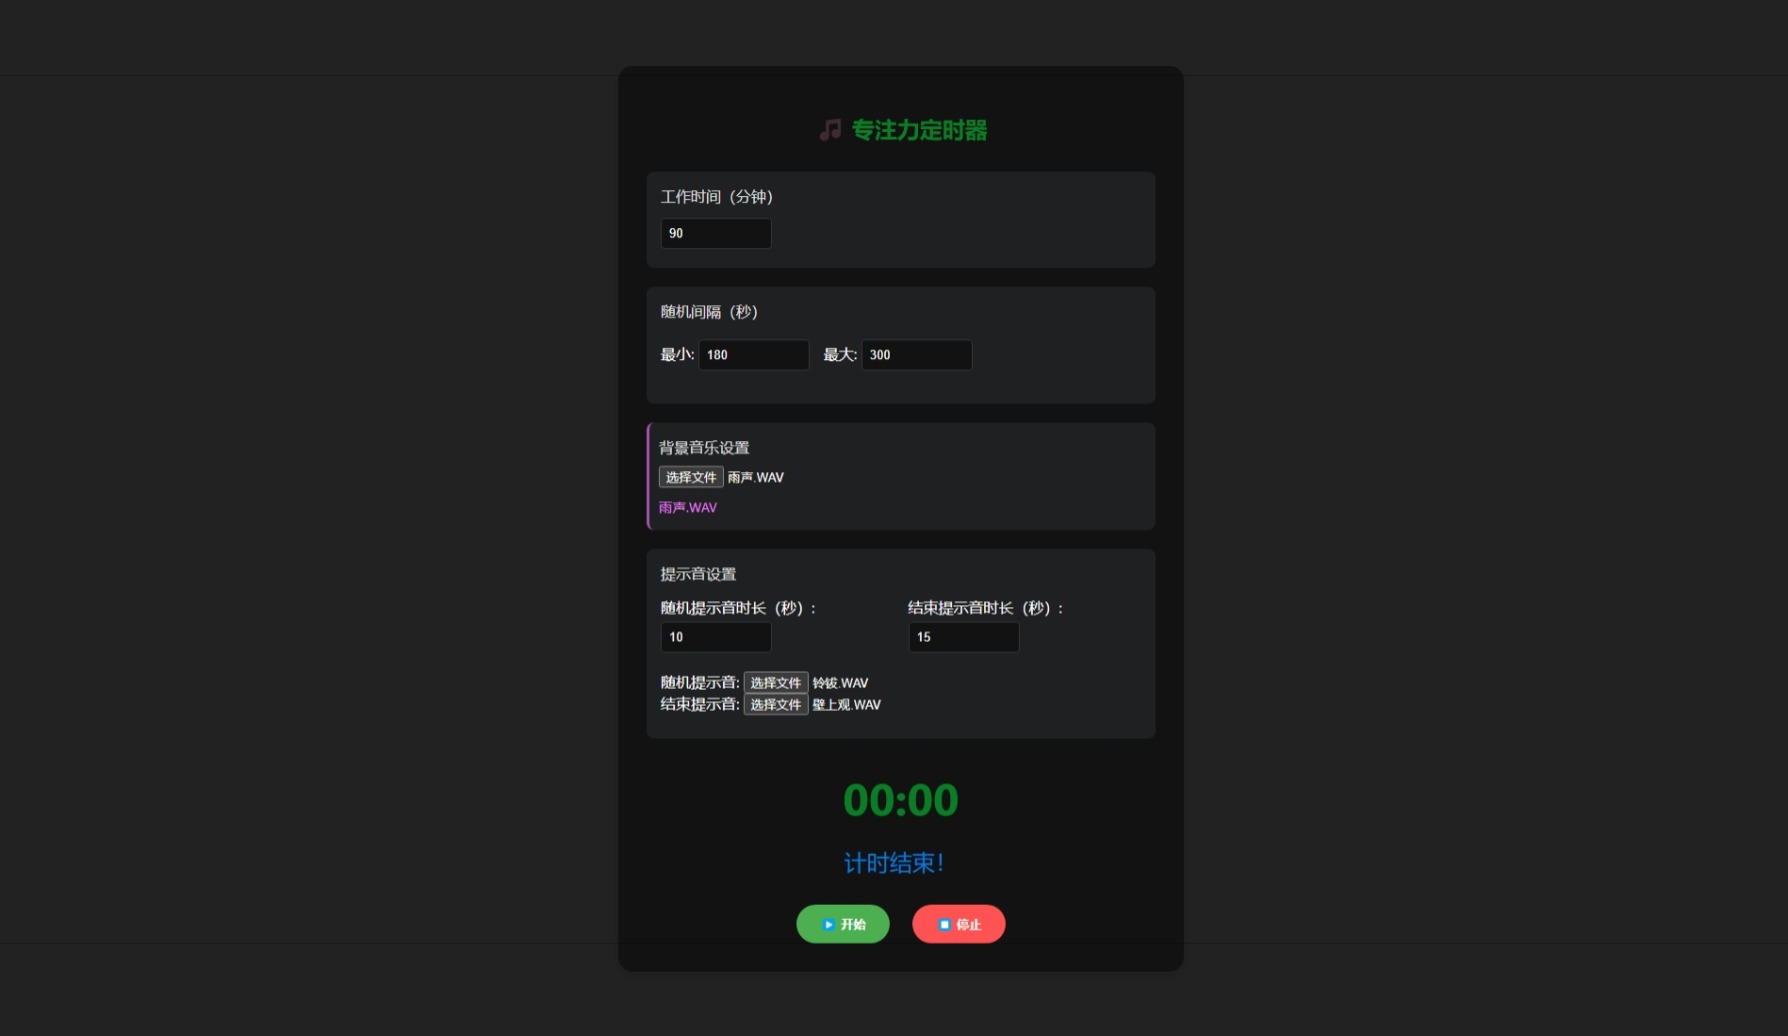 🎵 专注力定时器
工作时间（分钟）
90
随机间隔（秒）
最小: 180 最大: 300
背景音乐设置
选择文件 雨声.WAV
雨声.WAV
提示音设置
随机提示音时长（秒）: 结束提示音时长（秒）:
10 15
随机提示音: 选择文件 铃钹.WAV
结束提示音: 选择文件 壁上观.WAV
00:00
计时结束！
▶ 开始 ⏹ 停止